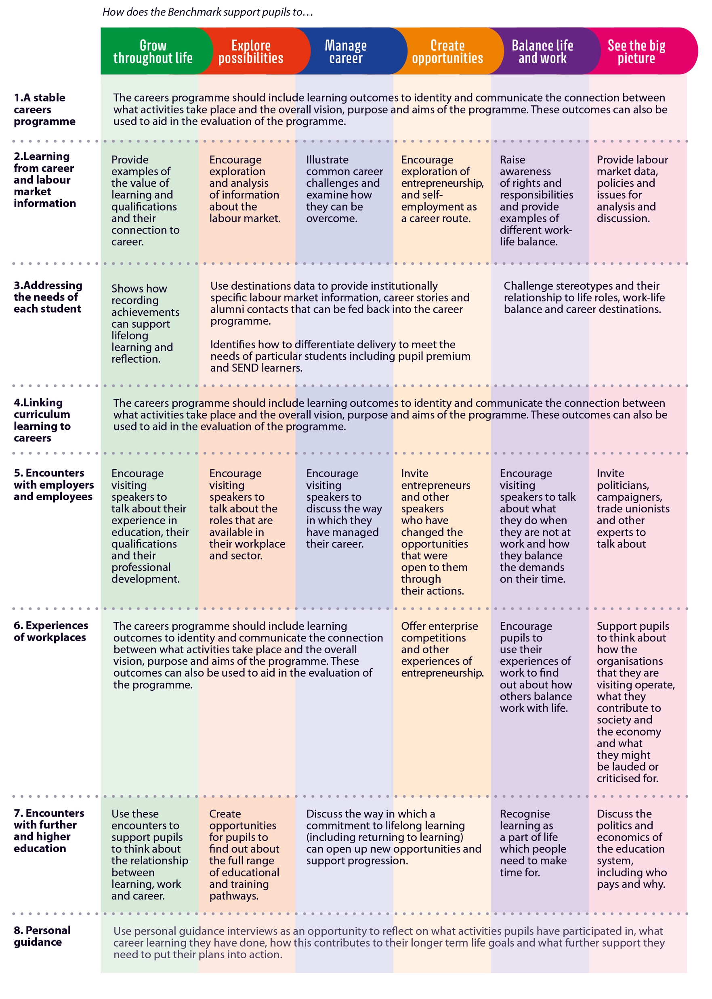 How does the Benchmark support pupils to…
Grow
throughout life
Explore
possibilities
Manage
career
Create
opportunities
Balance life
and work
See the big
picture
1.A stable
careers
programme
The careers programme should include learning outcomes to identity and communicate the connection between
what activities take place and the overall vision, purpose and aims of the programme. These outcomes can also be
used to aid in the evaluation of the programme.
2.Learning
from career
and labour
market
information
Provide
examples of
the value of
learning and
qualifications
and their
connection to
career.
Encourage
exploration
and analysis
of information
about the
labour market.
Illustrate
common career
challenges and
examine how
they can be
overcome.
Encourage
exploration of
entrepreneurship,
and self-
employment as
a career route.
Raise
awareness
of rights and
responsibilities
and provide
examples of
different work-
life balance.
Provide labour
market data,
policies and
issues for
analysis and
discussion.
3.Addressing
the needs of
each student
Shows how
recording
achievements
can support
lifelong
learning and
reflection.
Use destinations data to provide institutionally
specific labour market information, career stories and
alumni contacts that can be fed back into the career
programme.
Identifies how to differentiate delivery to meet the
needs of particular students including pupil premium
and SEND learners.
Challenge stereotypes and their
relationship to life roles, work-life
balance and career destinations.
4.Linking
curriculum
learning to
careers
The careers programme should include learning outcomes to identity and communicate the connection between
what activities take place and the overall vision, purpose and aims of the programme. These outcomes can also be
used to aid in the evaluation of the programme.
5. Encounters
with employers
and employees
Encourage
visiting
speakers to
talk about their
experience in
education, their
qualifications
and their
professional
development.
Encourage
visiting
speakers to
talk about the
roles that are
available in
their workplace
and sector.
Encourage
visiting
speakers to
discuss the way
in which they
have managed
their career.
Invite
entrepreneurs
and other
speakers
who have
changed the
opportunities
that were
open to them
through
their actions.
Encourage
visiting
speakers to talk
about what
they do when
they are not at
work and how
they balance
the demands
on their time.
Invite
politicians,
campaigners,
trade unionists
and other
experts to
talk about
6. Experiences
of workplaces
The careers programme should include learning
outcomes to identity and communicate the connection
between what activities take place and the overall
vision, purpose and aims of the programme. These
outcomes can also be used to aid in the evaluation of
the programme.
Offer enterprise
competitions
and other
experiences of
entrepreneurship.
Encourage
pupils to
use their
experiences of
work to find
out about how
others balance
work with life.
Support pupils
to think about
how the
organisations
that they are
visiting operate,
what they
contribute to
society and
the economy
and what
they might
be lauded or
criticised for.
7. Encounters
with further
and higher
education
Use these
encounters to
support pupils
to think about
the relationship
between
learning, work
and career.
Create
opportunities
for pupils to
find out about
the full range
of educational
and training
pathways.
Discuss the way in which a
commitment to lifelong learning
(including returning to learning)
can open up new opportunities and
support progression.
Recognise
learning as
a part of life
which people
need to make
time for.
Discuss the
politics and
economics of
the education
system,
including who
pays and why.
8. Personal
guidance
Use personal guidance interviews as an opportunity to reflect on what activities pupils have participated in, what
career learning they have done, how this contributes to their longer term life goals and what further support they
need to put their plans into action.